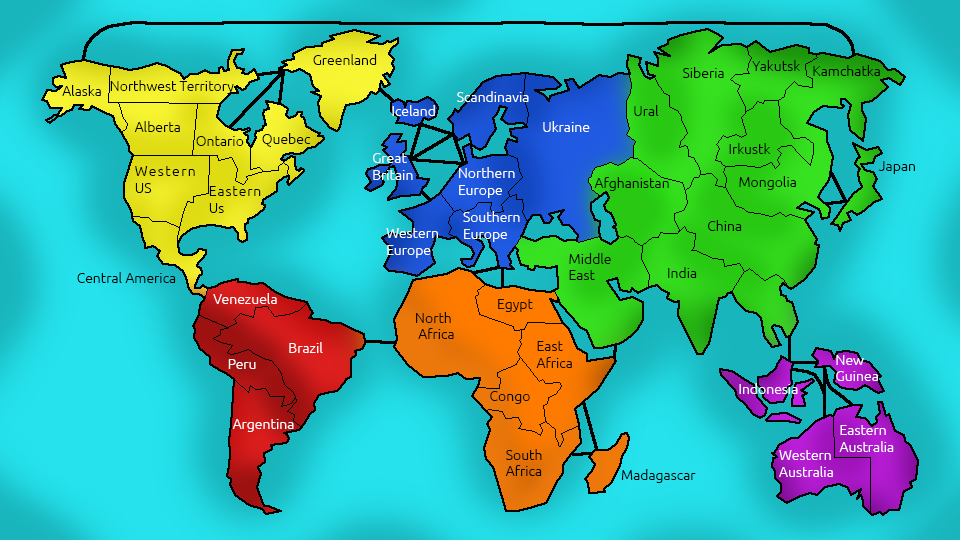 Alaska
Northwest Territory
Greenland
Alberta
Ontario
Quebec
Western
US
Eastern
Us
Central America
Venezuela
Brazil
Peru
Argentina
Iceland
Scandinavia
Ukraine
Great
Britain
Northern
Europe
Western
Europe
Southern
Europe
North
Africa
Egypt
East
Africa
Congo
South
Africa
Madagascar
Siberia
Yakutsk
Kamchatka
Ural
Irkustk
Japan
Afghanistan
Mongolia
China
Middle
East
India
New
Guinea
Indonesia
Eastern
Australia
Western
Australia